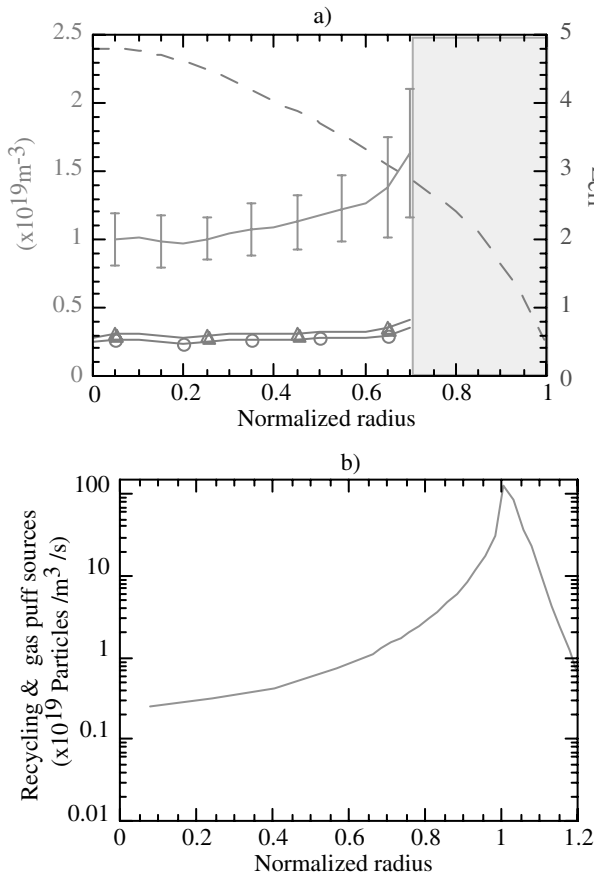 a)
2.5
2
1.5
1
0.5
0
(x10¹⁹m⁻³)
5
4
3
2
1
0
0 0.2 0.4 0.6 0.8 1
Normalized radius
b)
100
10
1
0.1
0.01
Recycling & gas puff sources
(x10¹⁹ Particles /m³ /s)
0 0.2 0.4 0.6 0.8 1 1.2
Normalized radius